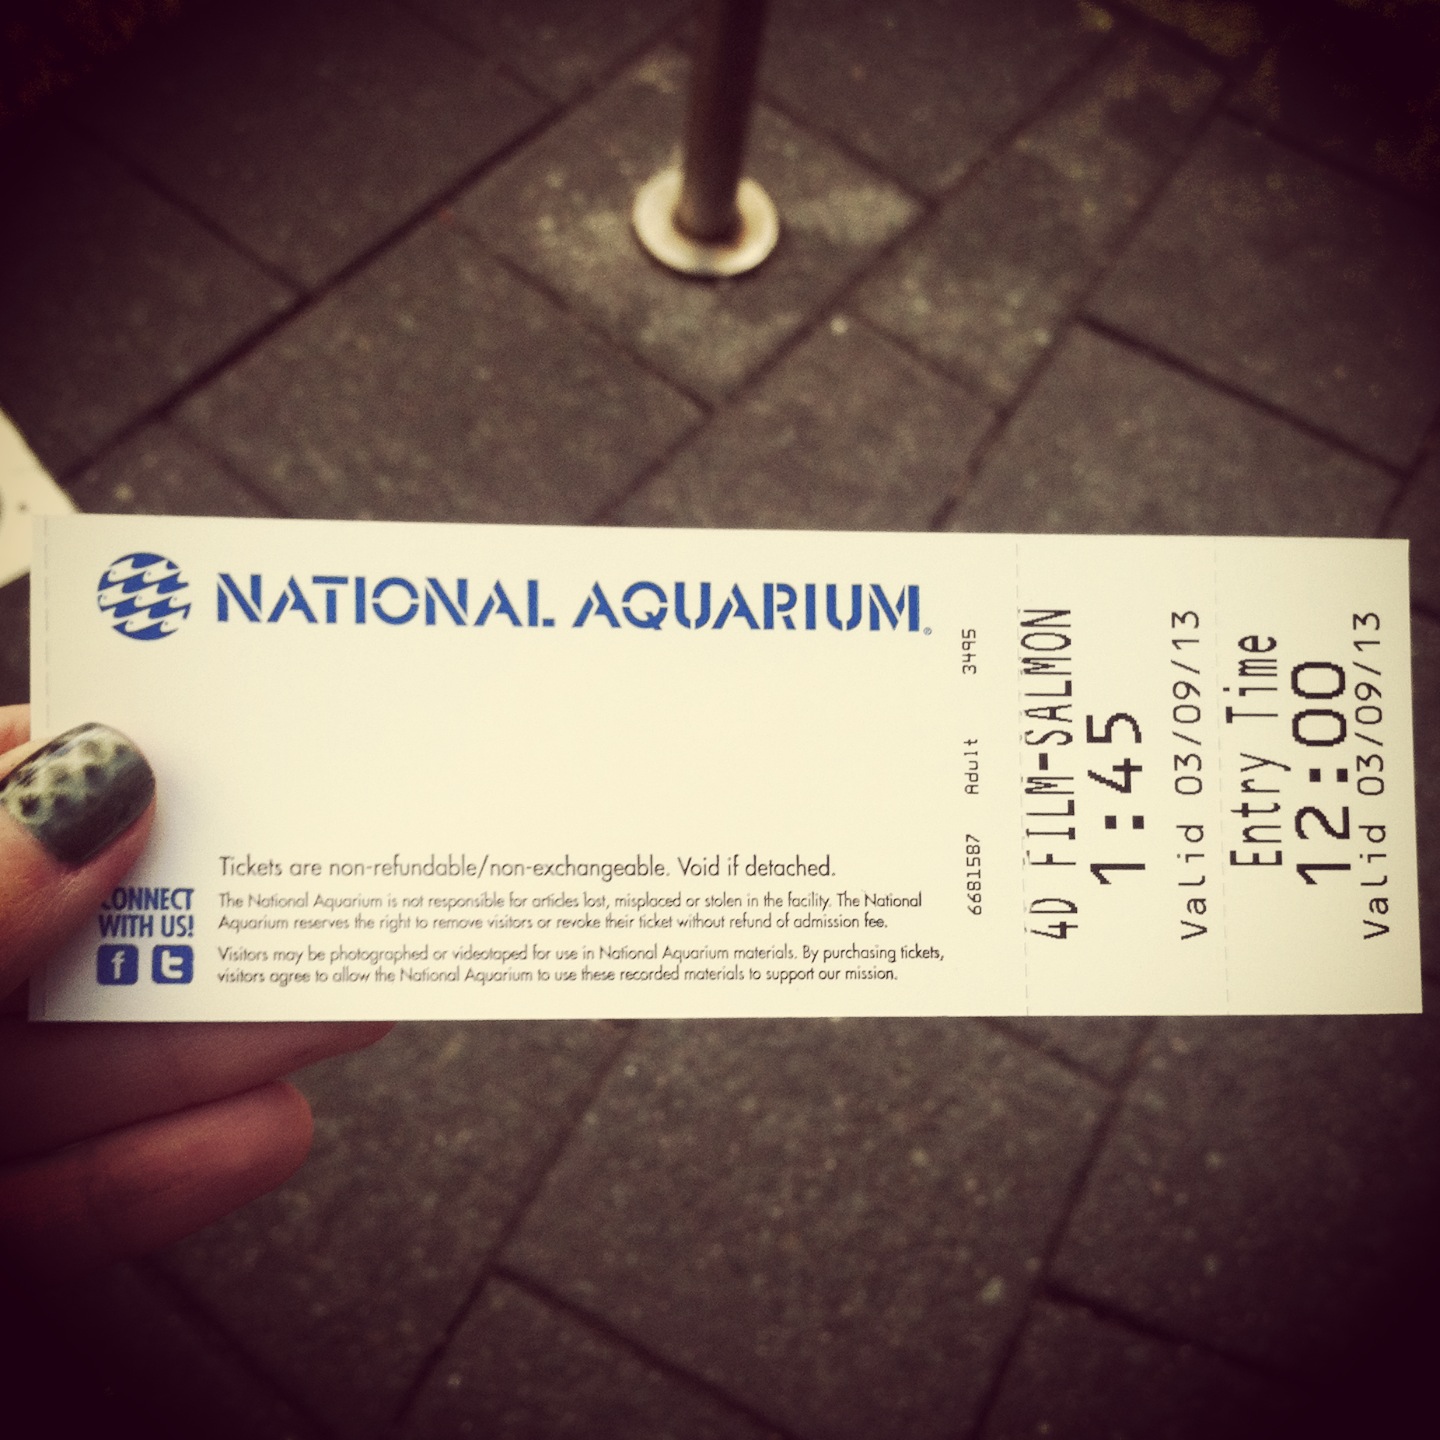 NATIONAL AQUARIUM®
Tickets are non-refundable/non-exchangeable. Void if detached.
The National Aquarium is not responsible for articles lost, misplaced or stolen in the facility. The National
Aquarium reserves the right to remove visitors or revoke their ticket without refund of admission fee.
Visitors may be photographed or videotaped for use in National Aquarium materials. By purchasing tickets,
visitors agree to allow the National Aquarium to use these recorded materials to support our mission.
CONNECT
WITH US!
f t
6681587 Adult 3495
4D FILM-SALMON
1:45
Valid 03/09/13
Entry Time
12:00
Valid 03/09/13